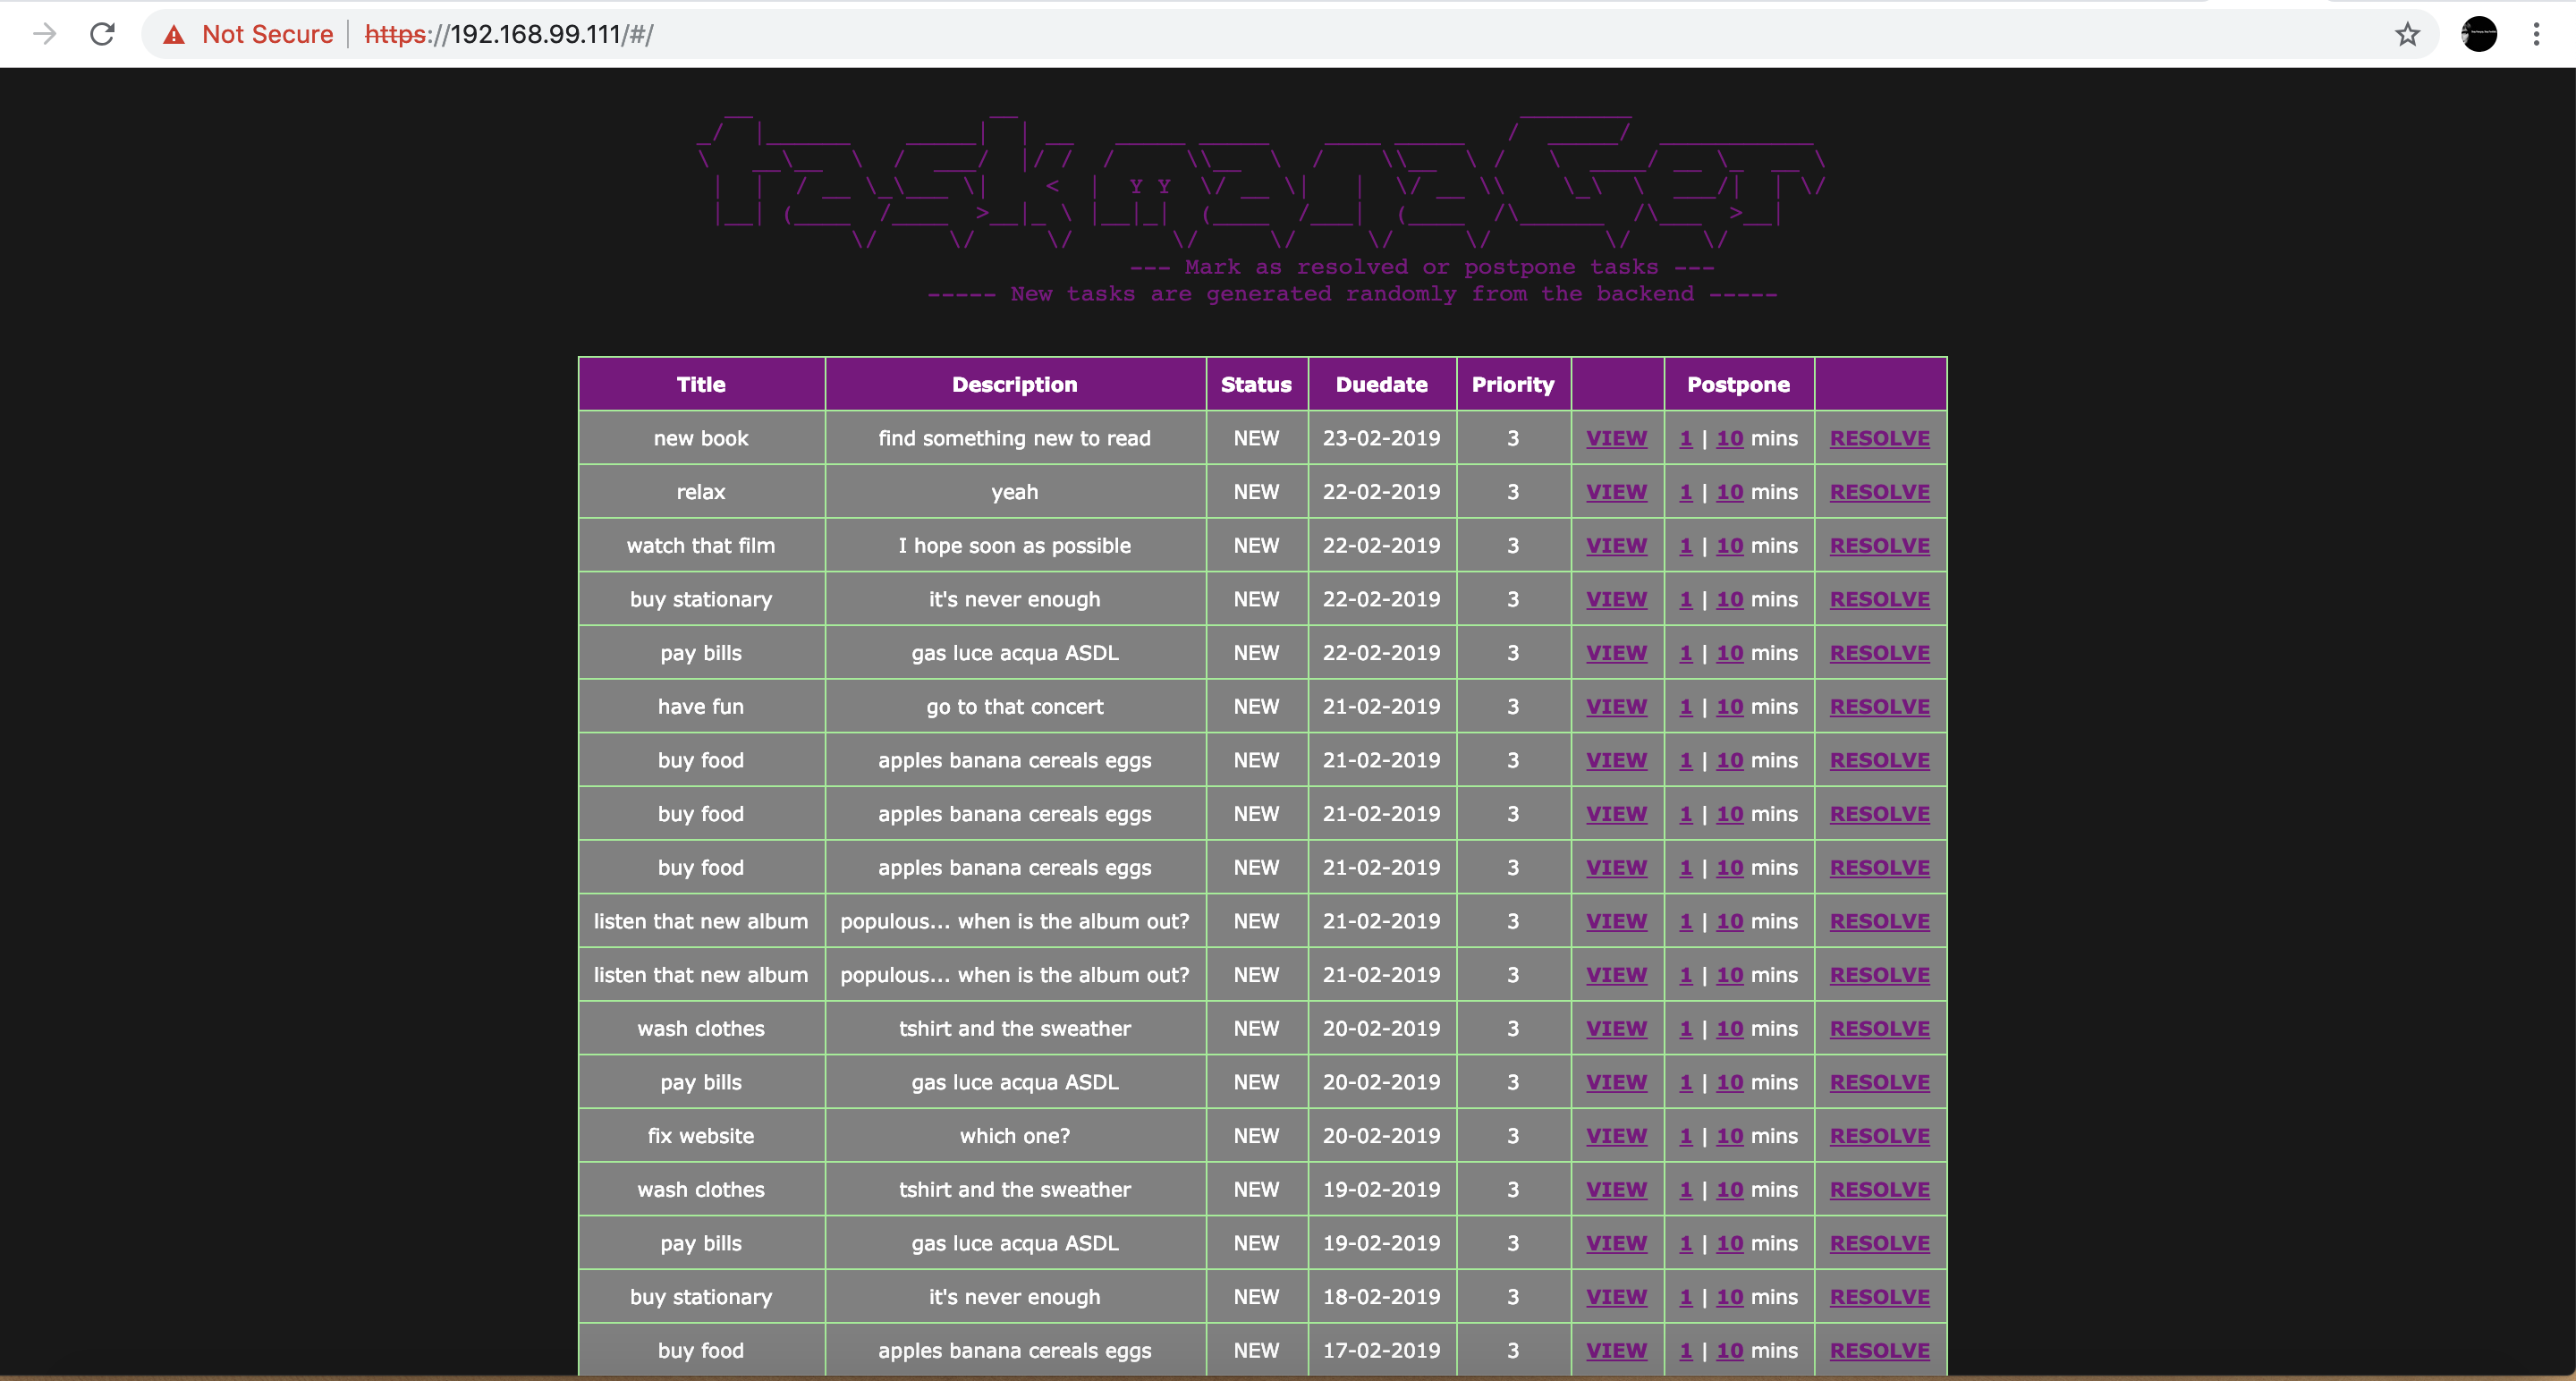 Not Secure | https://192.168.99.111/#/
taskmanaGer
--- Mark as resolved or postpone tasks ---
----- New tasks are generated randomly from the backend -----
Title Description Status Duedate Priority Postpone
new book find something new to read NEW 23-02-2019 3 VIEW 1 | 10 mins RESOLVE
relax yeah NEW 22-02-2019 3 VIEW 1 | 10 mins RESOLVE
watch that film I hope soon as possible NEW 22-02-2019 3 VIEW 1 | 10 mins RESOLVE
buy stationary it's never enough NEW 22-02-2019 3 VIEW 1 | 10 mins RESOLVE
pay bills gas luce acqua ASDL NEW 22-02-2019 3 VIEW 1 | 10 mins RESOLVE
have fun go to that concert NEW 21-02-2019 3 VIEW 1 | 10 mins RESOLVE
buy food apples banana cereals eggs NEW 21-02-2019 3 VIEW 1 | 10 mins RESOLVE
buy food apples banana cereals eggs NEW 21-02-2019 3 VIEW 1 | 10 mins RESOLVE
buy food apples banana cereals eggs NEW 21-02-2019 3 VIEW 1 | 10 mins RESOLVE
listen that new album populous... when is the album out? NEW 21-02-2019 3 VIEW 1 | 10 mins RESOLVE
listen that new album populous... when is the album out? NEW 21-02-2019 3 VIEW 1 | 10 mins RESOLVE
wash clothes tshirt and the sweather NEW 20-02-2019 3 VIEW 1 | 10 mins RESOLVE
pay bills gas luce acqua ASDL NEW 20-02-2019 3 VIEW 1 | 10 mins RESOLVE
fix website which one? NEW 20-02-2019 3 VIEW 1 | 10 mins RESOLVE
wash clothes tshirt and the sweather NEW 19-02-2019 3 VIEW 1 | 10 mins RESOLVE
pay bills gas luce acqua ASDL NEW 19-02-2019 3 VIEW 1 | 10 mins RESOLVE
buy stationary it's never enough NEW 18-02-2019 3 VIEW 1 | 10 mins RESOLVE
buy food apples banana cereals eggs NEW 17-02-2019 3 VIEW 1 | 10 mins RESOLVE